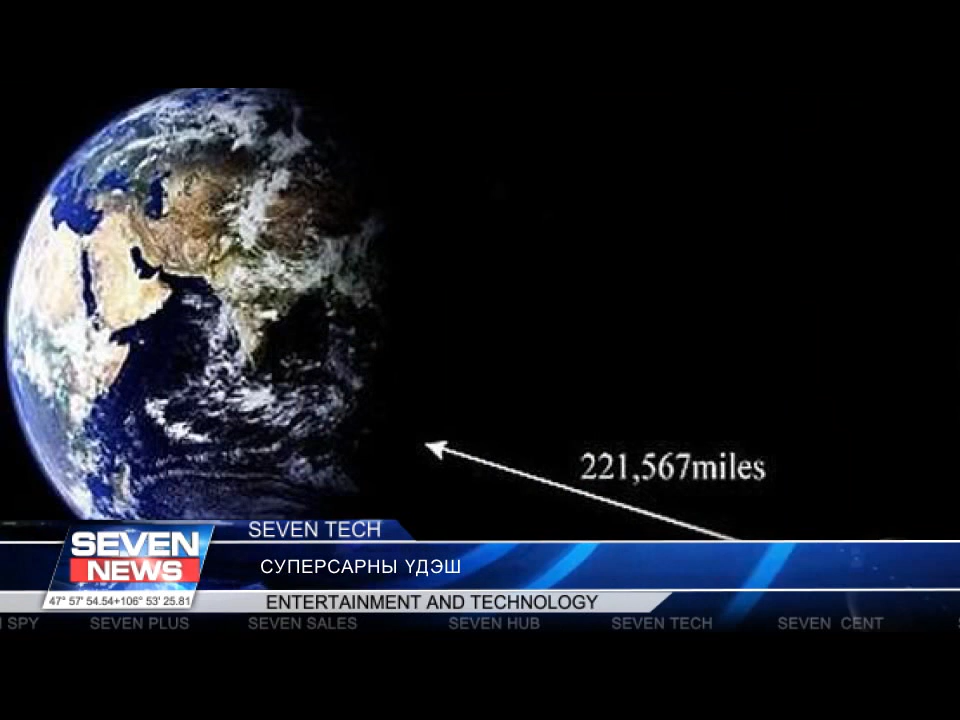 221,567miles
SEVEN TECH
SEVEN
NEWS
СУПЕРСАРНЫ ҮДЭШ
47° 57' 54.54+106° 53' 25.81
ENTERTAINMENT AND TECHNOLOGY
SPY SEVEN PLUS SEVEN SALES SEVEN HUB SEVEN TECH SEVEN CENT